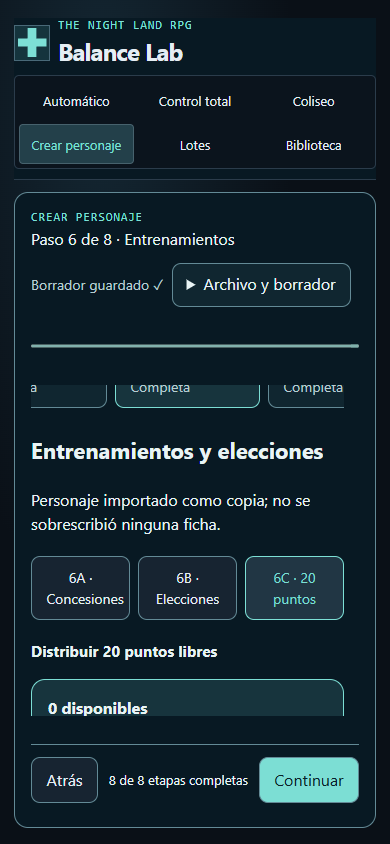 THE NIGHT LAND RPG
Balance Lab
Automático
Control total
Coliseo
Crear personaje
Lotes
Biblioteca
CREAR PERSONAJE
Paso 6 de 8 · Entrenamientos
Borrador guardado ✓
▶ Archivo y borrador
a
Completa
Completa
Entrenamientos y elecciones
Personaje importado como copia; no se
sobrescribió ninguna ficha.
6A ·
Concesiones
6B ·
Elecciones
6C · 20
puntos
Distribuir 20 puntos libres
0 disponibles
Atrás
8 de 8 etapas completas
Continuar